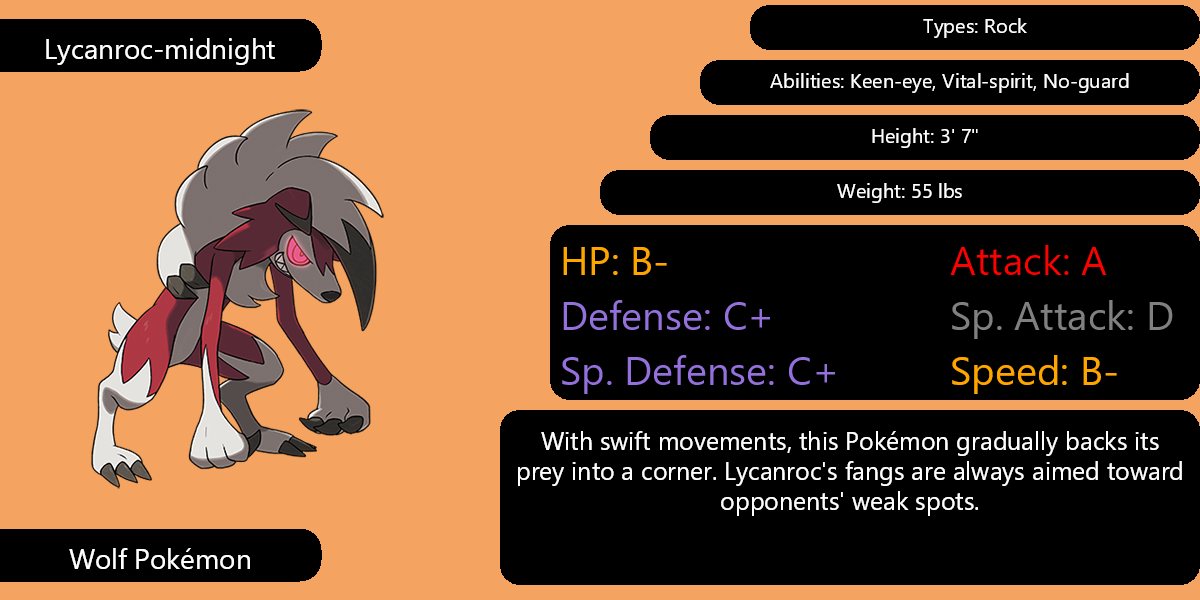 Lycanroc-midnight
Types: Rock
Abilities: Keen-eye, Vital-spirit, No-guard
Height: 3' 7"
Weight: 55 lbs
HP: B-
Attack: A
Defense: C+
Sp. Attack: D
Sp. Defense: C+
Speed: B-
With swift movements, this Pokémon gradually backs its
prey into a corner. Lycanroc's fangs are always aimed toward
opponents' weak spots.
Wolf Pokémon